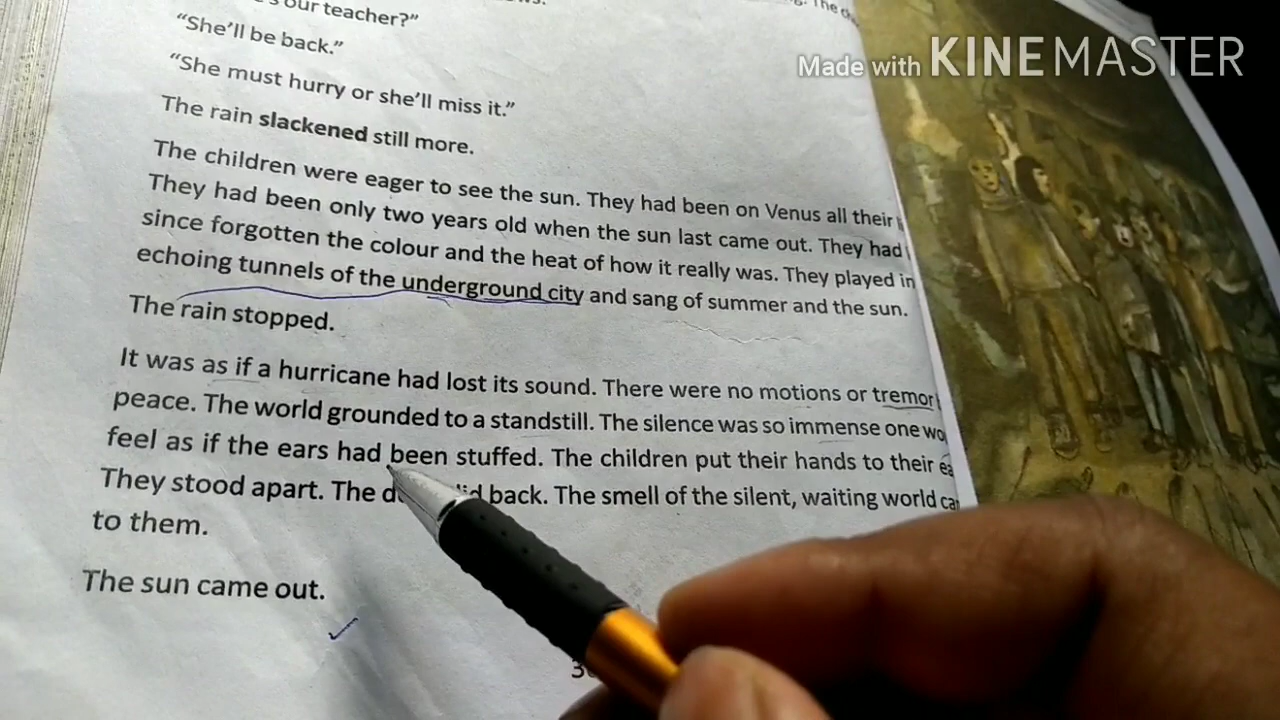 our teacher?"
"She'll be back."
"She must hurry or she'll miss it."
The rain slackened still more.
The children were eager to see the sun. They had been on Venus all their
They had been only two years old when the sun last came out. They had
since forgotten the colour and the heat of how it really was. They played in
echoing tunnels of the underground city and sang of summer and the sun.
The rain stopped.
It was as if a hurricane had lost its sound. There were no motions or tremor
peace. The world grounded to a standstill. The silence was so immense one
feel as if the ears had been stuffed. The children put their hands to their
They stood apart. The back. The smell of the silent, waiting world
to them.
The sun came out.
Made with KINEMASTER